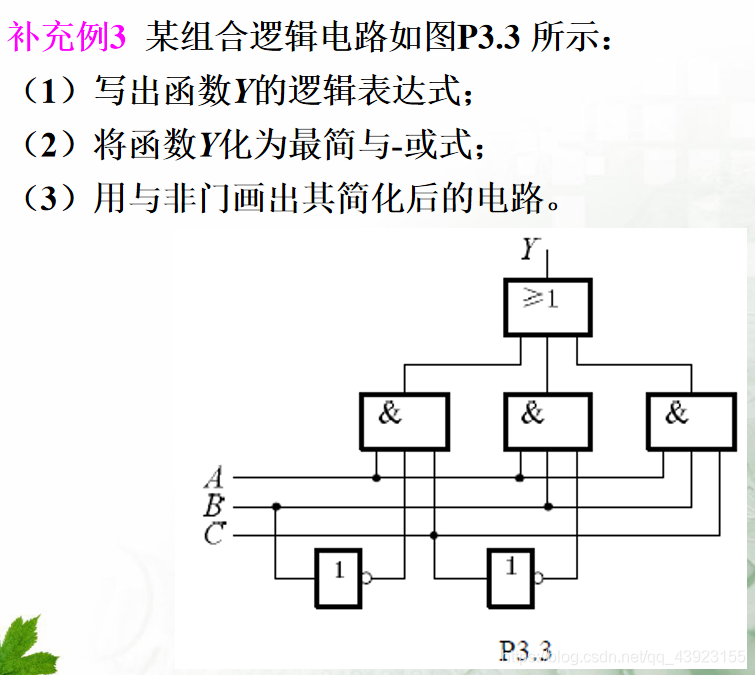 补充例3 某组合逻辑电路如图P3.3 所示：
（1）写出函数Y的逻辑表达式；
（2）将函数Y化为最简与-或式；
（3）用与非门画出其简化后的电路。
Y
≥1
& & &
A
B
C
1 1
P3.3
https://blog.csdn.net/qq_43923155